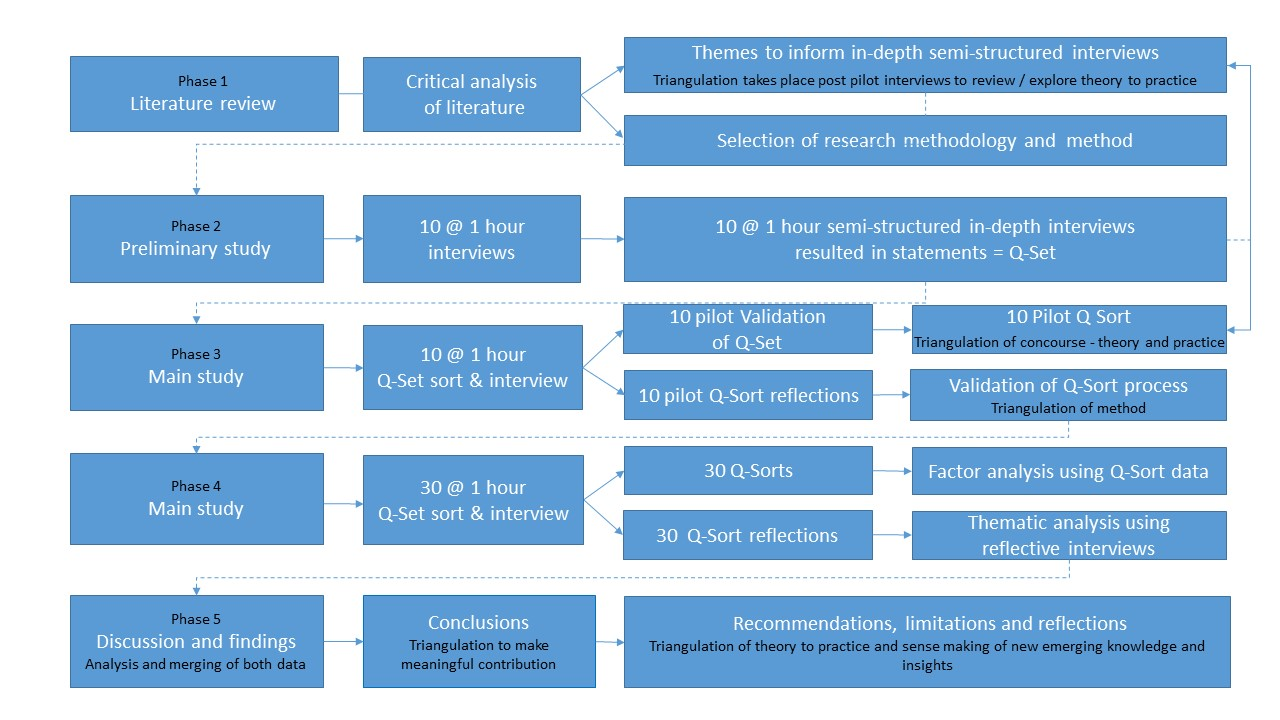 Phase 1
Literature review
Critical analysis
of literature
Themes to inform in-depth semi-structured interviews
Triangulation takes place post pilot interviews to review / explore theory to practice
Selection of research methodology and method
Phase 2
Preliminary study
10 @ 1 hour
interviews
10 @ 1 hour semi-structured in-depth interviews
resulted in statements = Q-Set
Phase 3
Main study
10 @ 1 hour
Q-Set sort & interview
10 pilot Validation
of Q-Set
10 Pilot Q Sort
Triangulation of concourse - theory and practice
10 pilot Q-Sort reflections
Validation of Q-Sort process
Triangulation of method
Phase 4
Main study
30 @ 1 hour
Q-Set sort & interview
30 Q-Sorts
Factor analysis using Q-Sort data
30 Q-Sort reflections
Thematic analysis using
reflective interviews
Phase 5
Discussion and findings
Analysis and merging of both data
Conclusions
Triangulation to make
meaningful contribution
Recommendations, limitations and reflections
Triangulation of theory to practice and sense making of new emerging knowledge and
insights